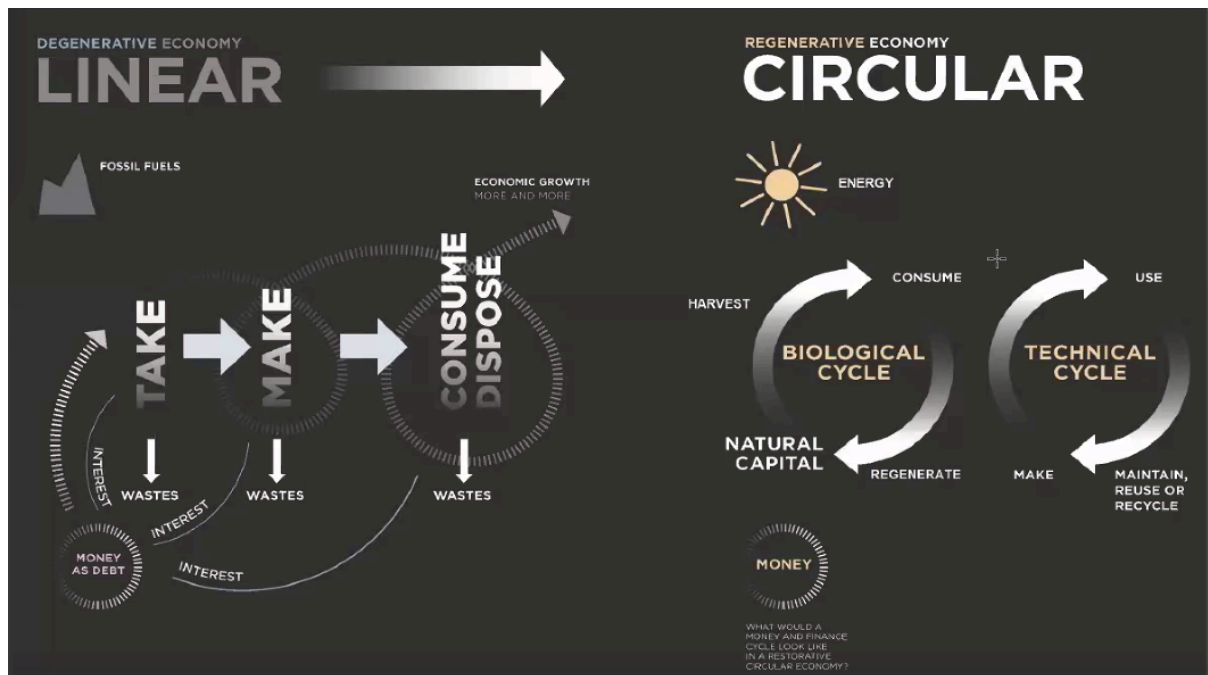 DEGENERATIVE ECONOMY
LINEAR
FOSSIL FUELS
ECONOMIC GROWTH
MORE AND MORE
TAKE
MAKE
CONSUME
DISPOSE
WASTES
WASTES
WASTES
INTEREST
INTEREST
INTEREST
MONEY
AS DEBT
REGENERATIVE ECONOMY
CIRCULAR
ENERGY
HARVEST
CONSUME
BIOLOGICAL
CYCLE
NATURAL
CAPITAL
REGENERATE
USE
TECHNICAL
CYCLE
MAKE
MAINTAIN,
REUSE OR
RECYCLE
MONEY
WHAT WOULD A
MONEY AND FINANCE
CYCLE LOOK LIKE
IN A RESTORATIVE
CIRCULAR ECONOMY?